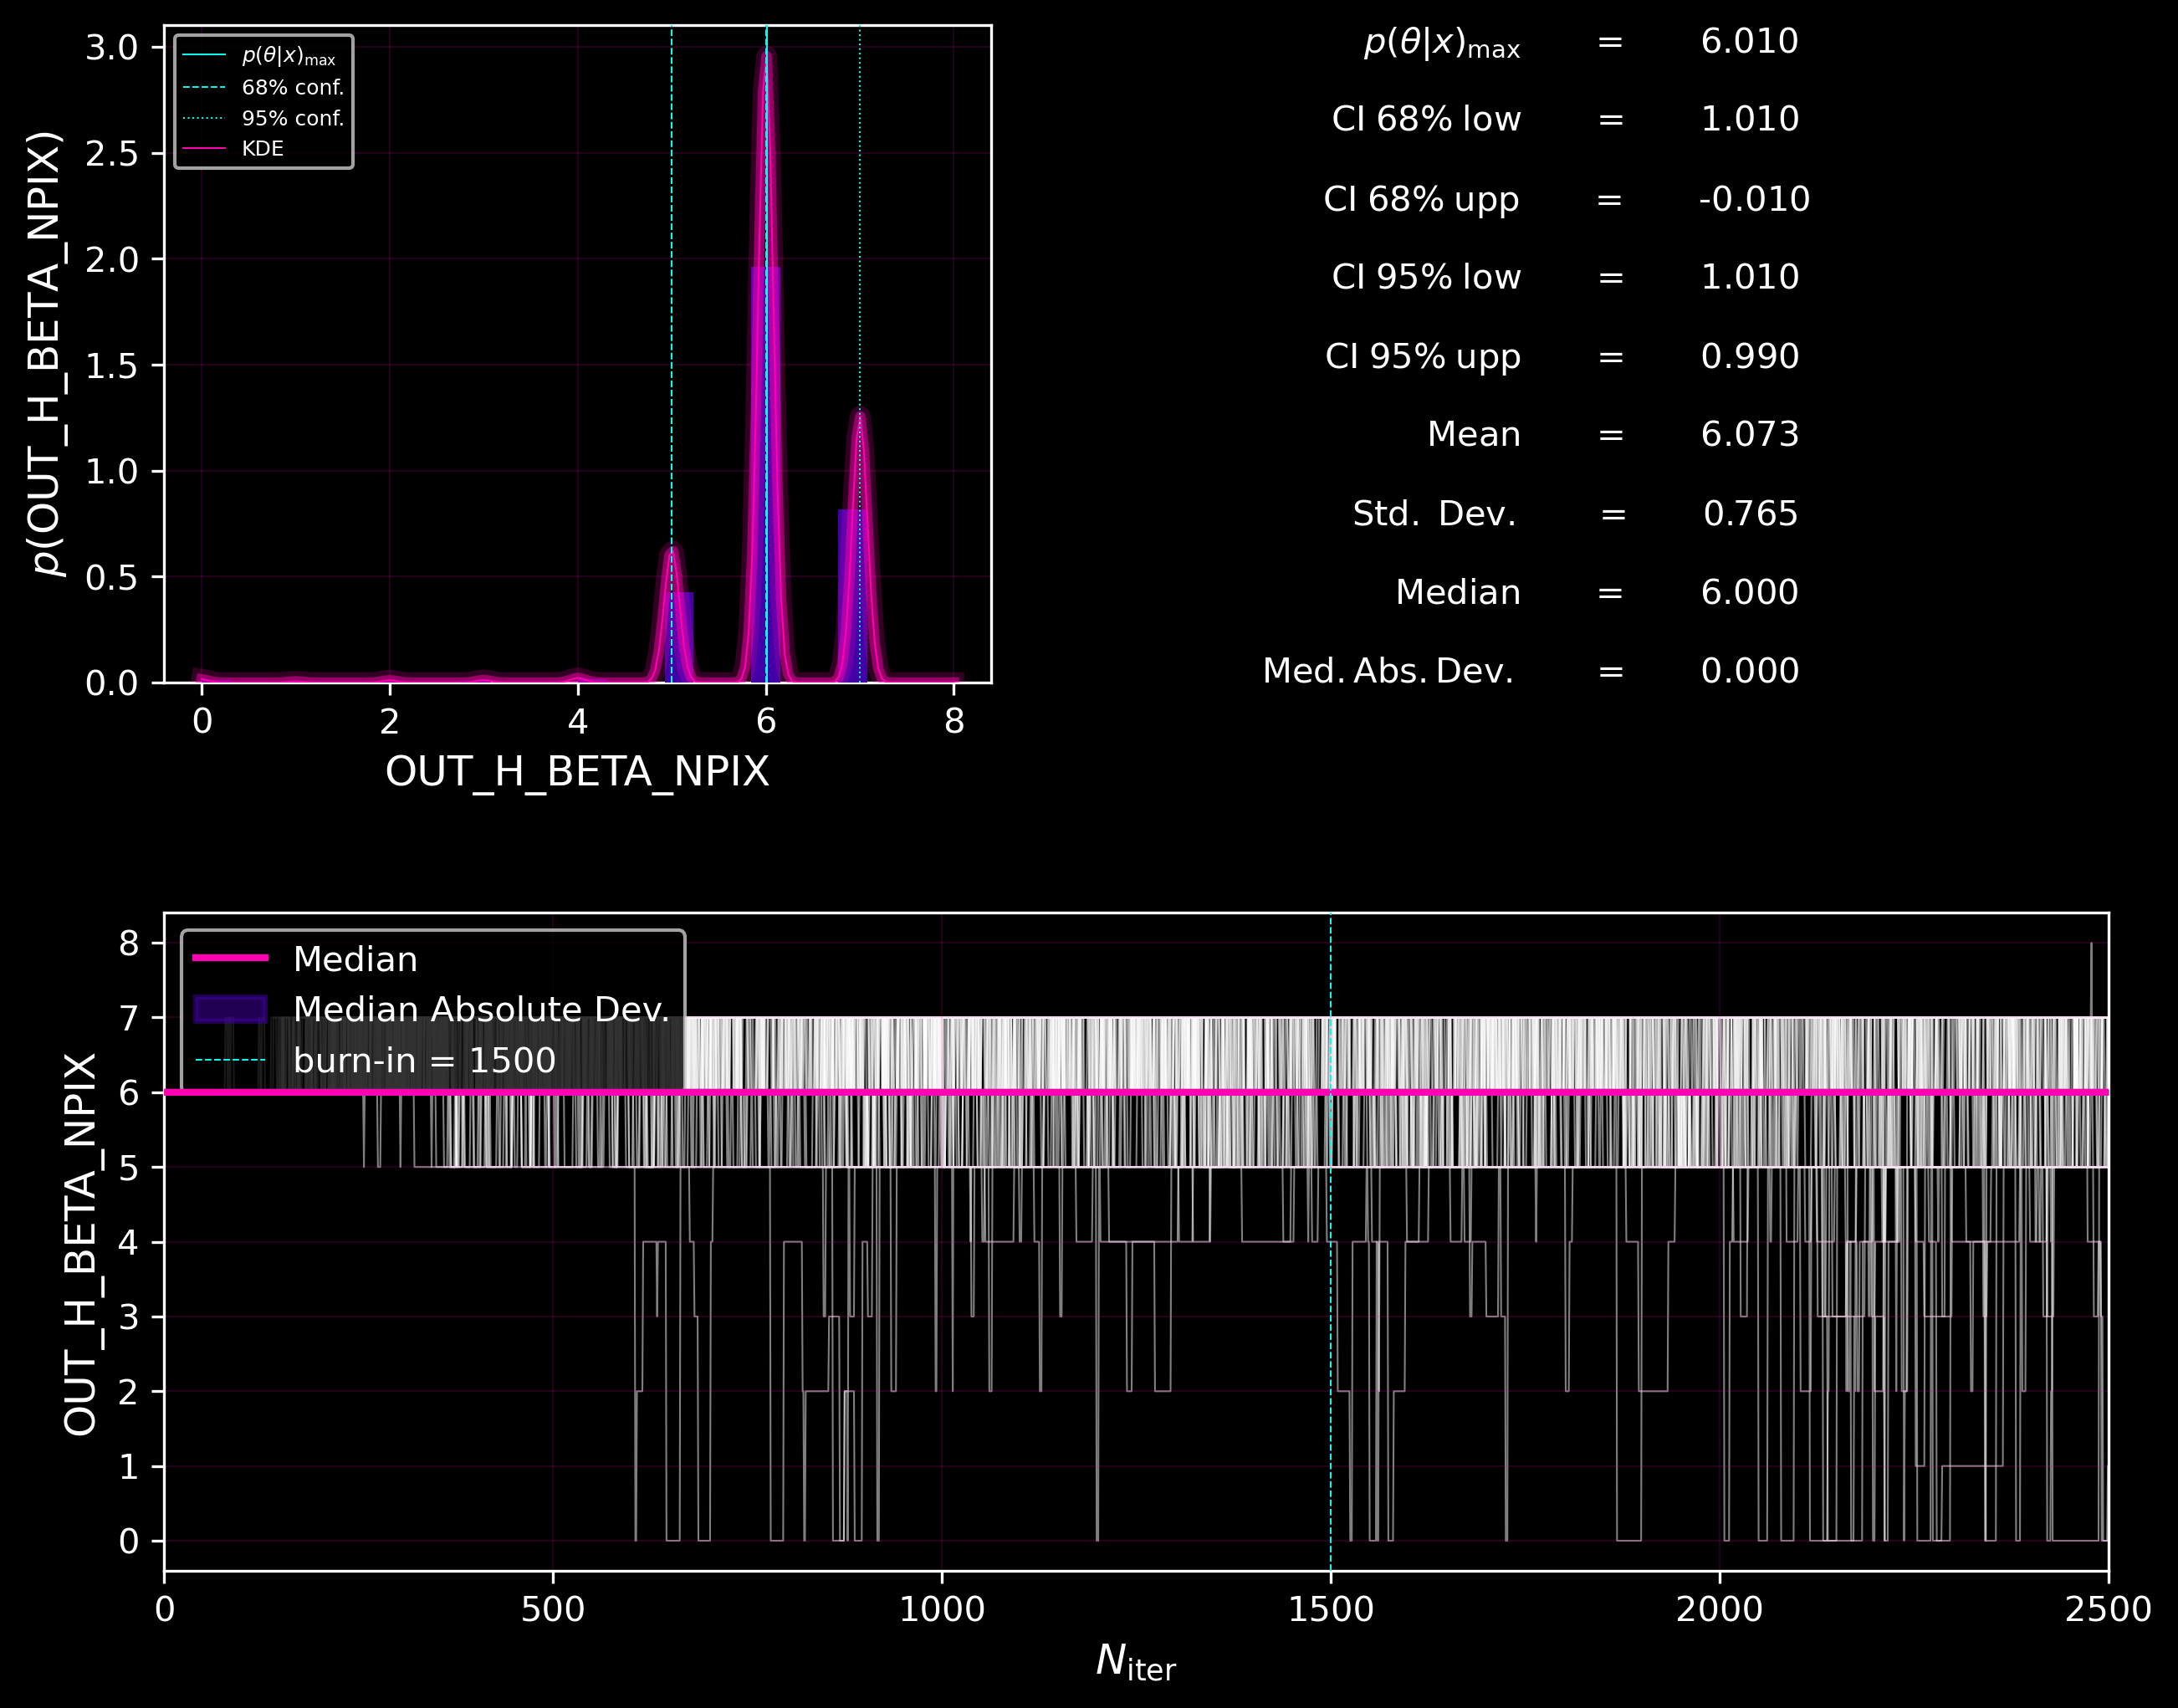 3.0
2.5
2.0
1.5
1.0
0.5
0.0
p(OUT_H_BETA_NPIX)
p(θ|x)max
68% conf.
95% conf.
KDE
0 2 4 6 8
OUT_H_BETA_NPIX
p(θ|x)max = 6.010
CI 68% low = 1.010
CI 68% upp = -0.010
CI 95% low = 1.010
CI 95% upp = 0.990
Mean = 6.073
Std. Dev. = 0.765
Median = 6.000
Med. Abs. Dev. = 0.000
8
7
6
5
4
3
2
1
0
OUT_H_BETA_NPIX
Median
Median Absolute Dev.
burn-in = 1500
0 500 1000 1500 2000 2500
Niter